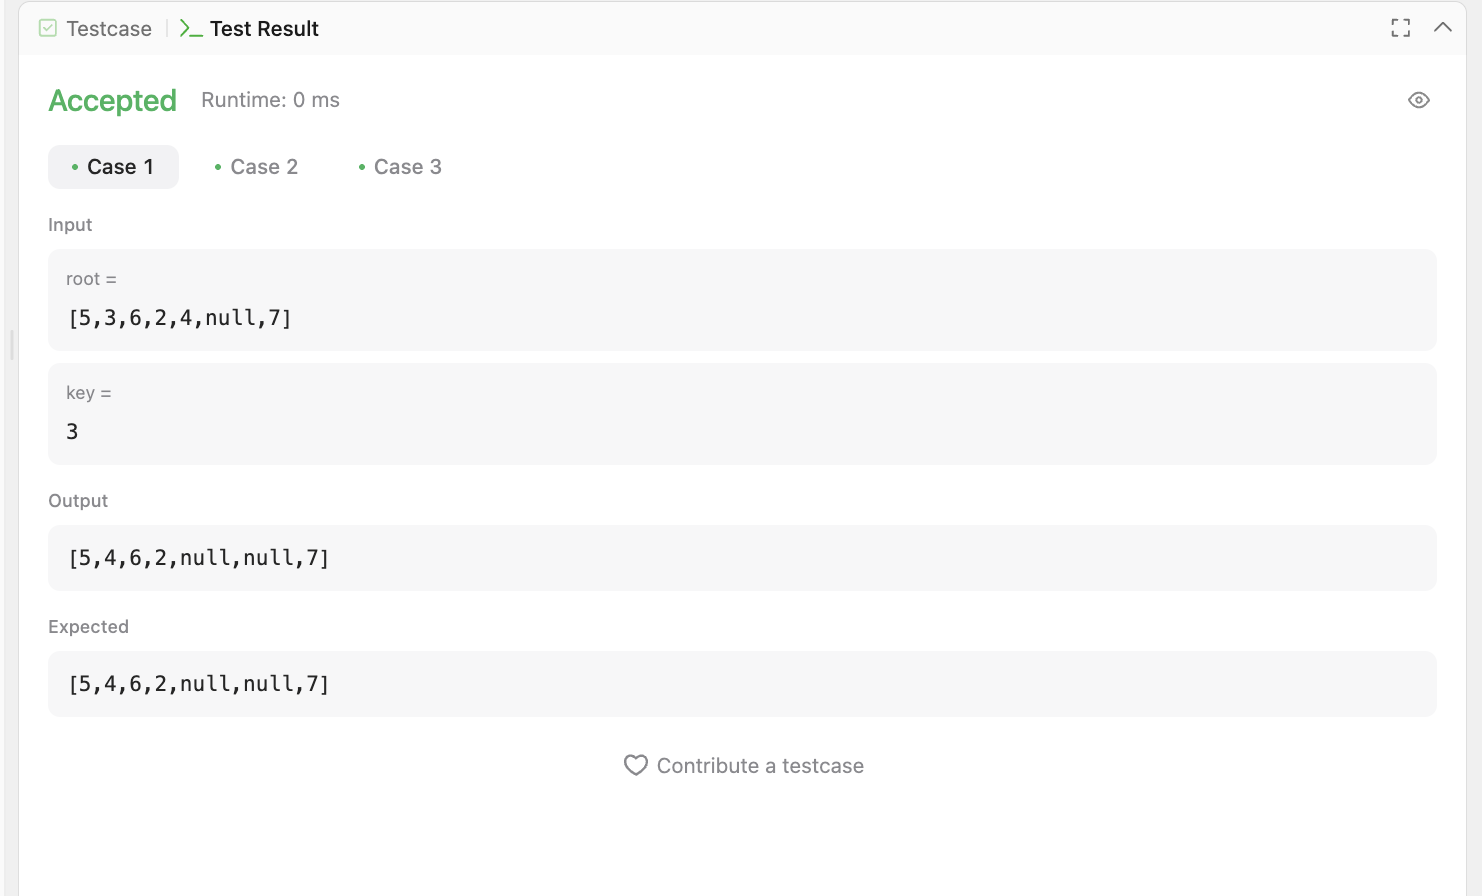 Testcase
Test Result
Accepted Runtime: 0 ms
Case 1 Case 2 Case 3
Input
root =
[5,3,6,2,4,null,7]
key =
3
Output
[5,4,6,2,null,null,7]
Expected
[5,4,6,2,null,null,7]
Contribute a testcase